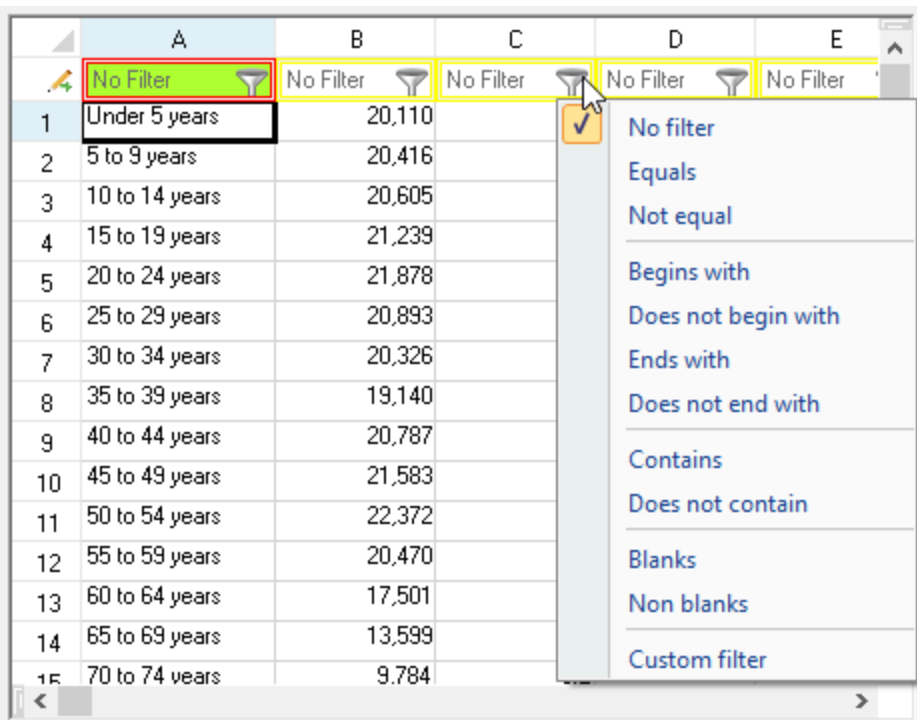 A B C D E
No Filter No Filter No Filter No Filter No Filter
1 Under 5 years 20,110
2 5 to 9 years 20,416
3 10 to 14 years 20,605
4 15 to 19 years 21,239
5 20 to 24 years 21,878
6 25 to 29 years 20,893
7 30 to 34 years 20,326
8 35 to 39 years 19,140
9 40 to 44 years 20,787
10 45 to 49 years 21,583
11 50 to 54 years 22,372
12 55 to 59 years 20,470
13 60 to 64 years 17,501
14 65 to 69 years 13,599
15 70 to 74 years 9,784
No filter
Equals
Not equal
Begins with
Does not begin with
Ends with
Does not end with
Contains
Does not contain
Blanks
Non blanks
Custom filter